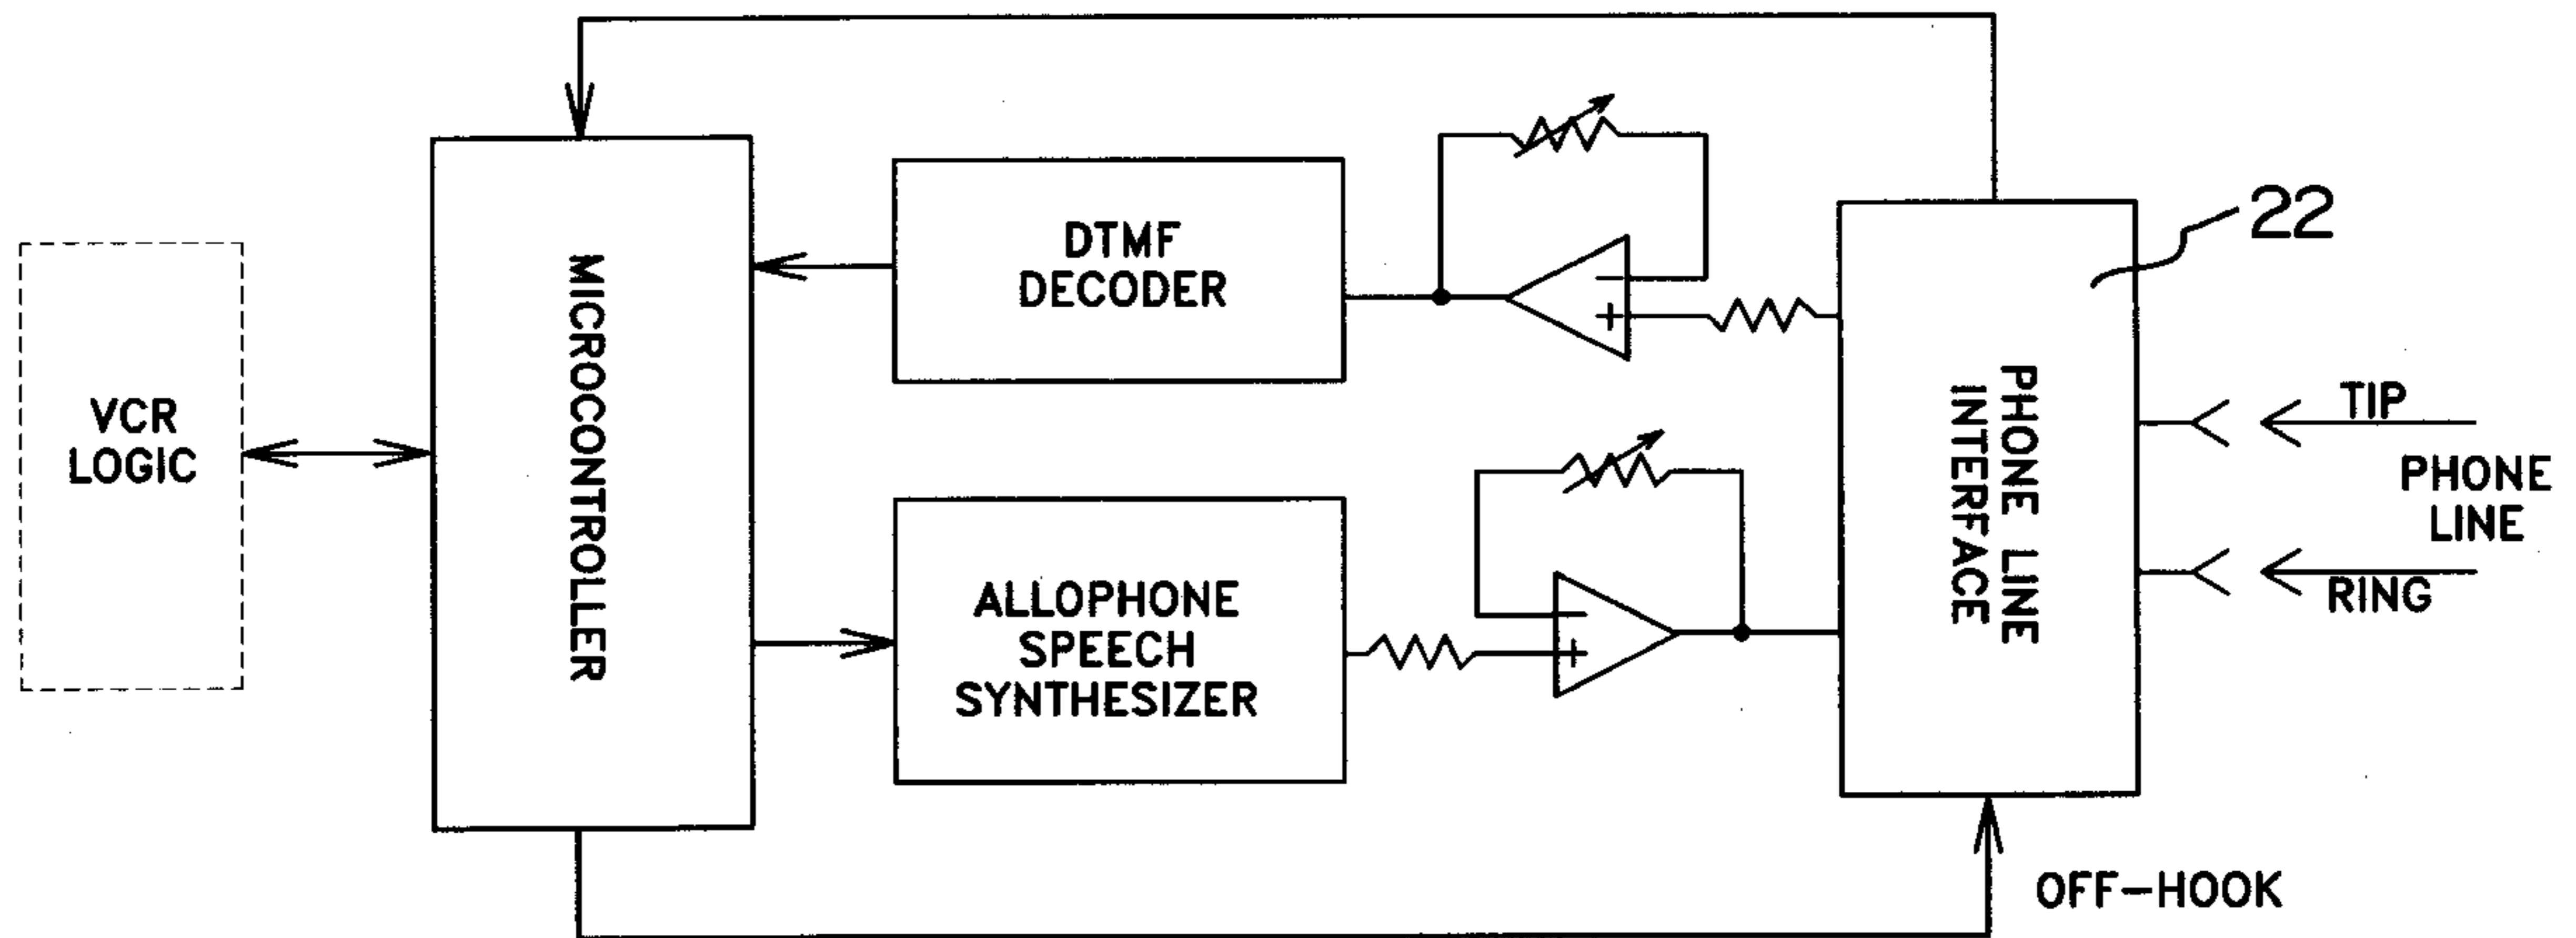 VCR
LOGIC
MICROCONTROLLER
DTMF
DECODER
ALLOPHONE
SPEECH
SYNTHESIZER
−
+
−
+
PHONE LINE
INTERFACE
22
TIP
PHONE
LINE
RING
OFF-HOOK